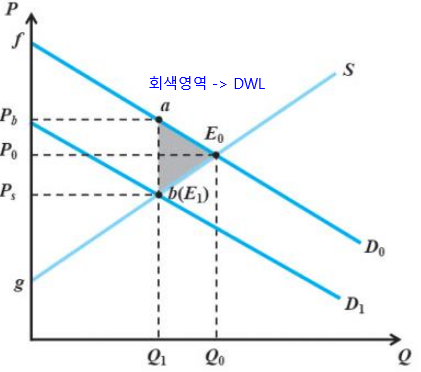 P
f
회색영역 -> DWL
S
a
P_b
E_0
P_0
P_s
b(E_1)
D_0
g
D_1
Q_1
Q_0
Q